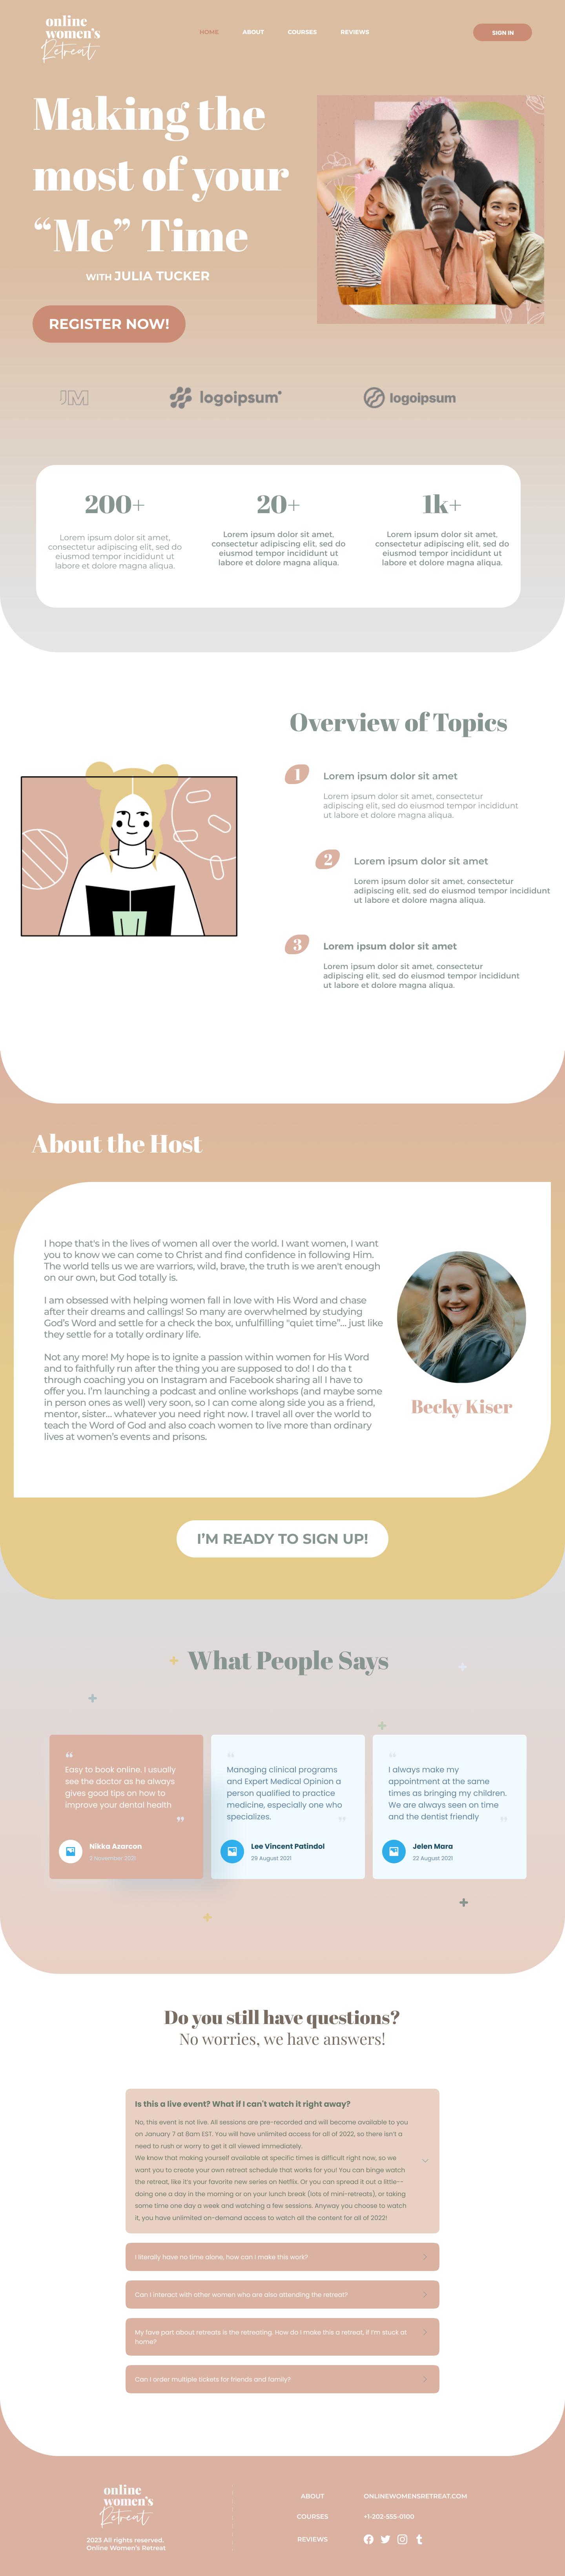 online
women's
Retreat
HOME
ABOUT
COURSES
REVIEWS
SIGN IN
Making the
most of your
“Me” Time
WITH JULIA TUCKER
REGISTER NOW!
logoipsum
logoipsum
200+
Lorem ipsum dolor sit amet,
consectetur adipiscing elit, sed do
eiusmod tempor incididunt ut
labore et dolore magna aliqua.
20+
Lorem ipsum dolor sit amet,
consectetur adipiscing elit, sed do
eiusmod tempor incididunt ut
labore et dolore magna aliqua.
1k+
Lorem ipsum dolor sit amet,
consectetur adipiscing elit, sed do
eiusmod tempor incididunt ut
labore et dolore magna aliqua.
Overview of Topics
1
Lorem ipsum dolor sit amet
Lorem ipsum dolor sit amet, consectetur
adipiscing elit, sed do eiusmod tempor incididunt
ut labore et dolore magna aliqua.
2
Lorem ipsum dolor sit amet
Lorem ipsum dolor sit amet, consectetur
adipiscing elit, sed do eiusmod tempor incididunt
ut labore et dolore magna aliqua.
3
Lorem ipsum dolor sit amet
Lorem ipsum dolor sit amet, consectetur
adipiscing elit, sed do eiusmod tempor incididunt
ut labore et dolore magna aliqua.
About the Host
I hope that's in the lives of women all over the world. I want women, I want
you to know we can come to Christ and find confidence in following Him.
The world tells us we are warriors, wild, brave, the truth is we aren't enough
on our own, but God totally is.
I am obsessed with helping women fall in love with His Word and chase
after their dreams and callings! So many are overwhelmed by studying
God's Word and settle for a check the box, unfulfilling “quiet time”... just like
they settle for a totally ordinary life.
Not any more! My hope is to ignite a passion within women for His Word
and to faithfully run after the thing you are supposed to do! I do tha t
through coaching you on Instagram and Facebook sharing all I have to
offer you. I'm launching a podcast and online workshops (and maybe some
in person ones as well) very soon, so I can come along side you as a friend,
mentor, sister... whatever you need right now. I travel all over the world to
teach the Word of God and also coach women to live more than ordinary
lives at women's events and prisons.
Becky Kiser
I'M READY TO SIGN UP!
What People Says
“
Easy to book online. I usually
see the doctor as he always
gives good tips on how to
improve your dental health
”
Nikka Azarcon
3 November 2021
“
Managing clinical programs
and Expert Medical Opinion a
person qualified to practice
medicine, especially one who
specializes.
”
Lee Vincent Patindol
29 August 2021
“
I always make my
appointment at the same
times as bringing my children.
We are always seen on time
and the dentist friendly
”
Jelen Mara
22 August 2021
Do you still have questions?
No worries, we have answers!
Is this a live event? What if I can't watch it right away?
No, this event is not live. All sessions are pre-recorded and will become available to you
on January 7 at 8am EST. You will have unlimited access for all of 2022, so there isn't a
need to rush or worry to get it all viewed immediately.
We know that making yourself available at specific times is difficult right now, so we
want you to create your own retreat schedule that works for you! You can binge watch
the retreat, like it's your favorite new series on Netflix. Or you can spread it out a little--
doing one a day in the morning or on your lunch break (lots of mini-retreats), or taking
some time one day a week and watching a few sessions. Anyway you choose to watch
it, you have unlimited on-demand access to watch all the content for all of 2022!
I literally have no time alone, how can I make this work?
Can I interact with other women who are also attending the retreat?
My fave part about retreats is the retreating. How do I make this a retreat, if I'm stuck at
home?
Can I order multiple tickets for friends and family?
online
women's
Retreat
2023 All rights reserved.
Online Women's Retreat
ABOUT
COURSES
REVIEWS
ONLINEWOMENSRETREAT.COM
+1-202-555-0100